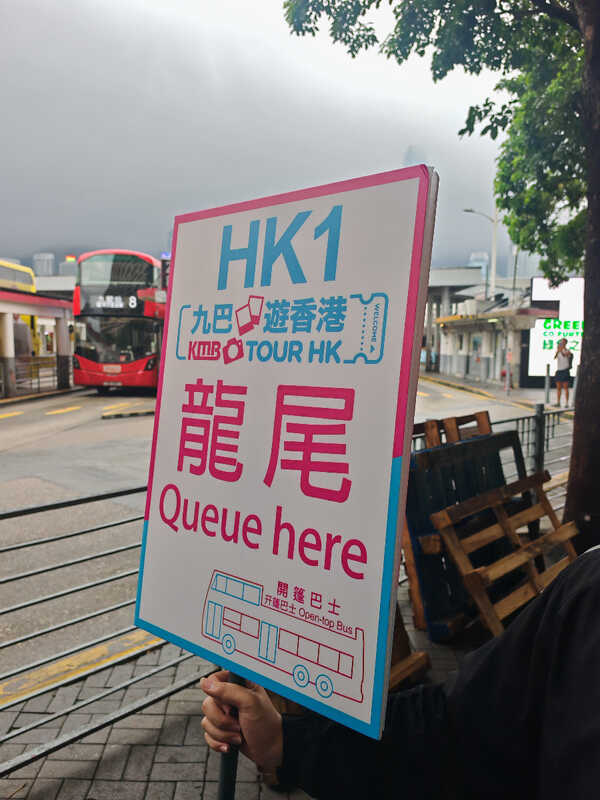 HK1
九巴 遊香港
KMB TOUR HK
WELCOME
龍尾
Queue here
開篷巴士
开篷巴士 Open-top Bus
8
GREEN